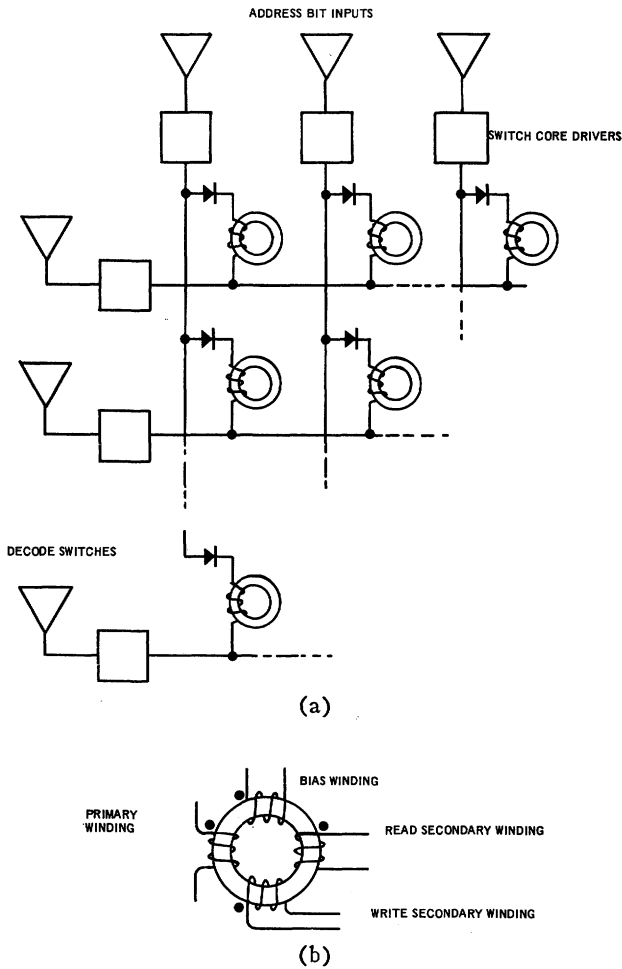 ADDRESS BIT INPUTS
SWITCH CORE DRIVERS
DECODE SWITCHES
(a)
BIAS WINDING
PRIMARY
WINDING
READ SECONDARY WINDING
WRITE SECONDARY WINDING
(b)